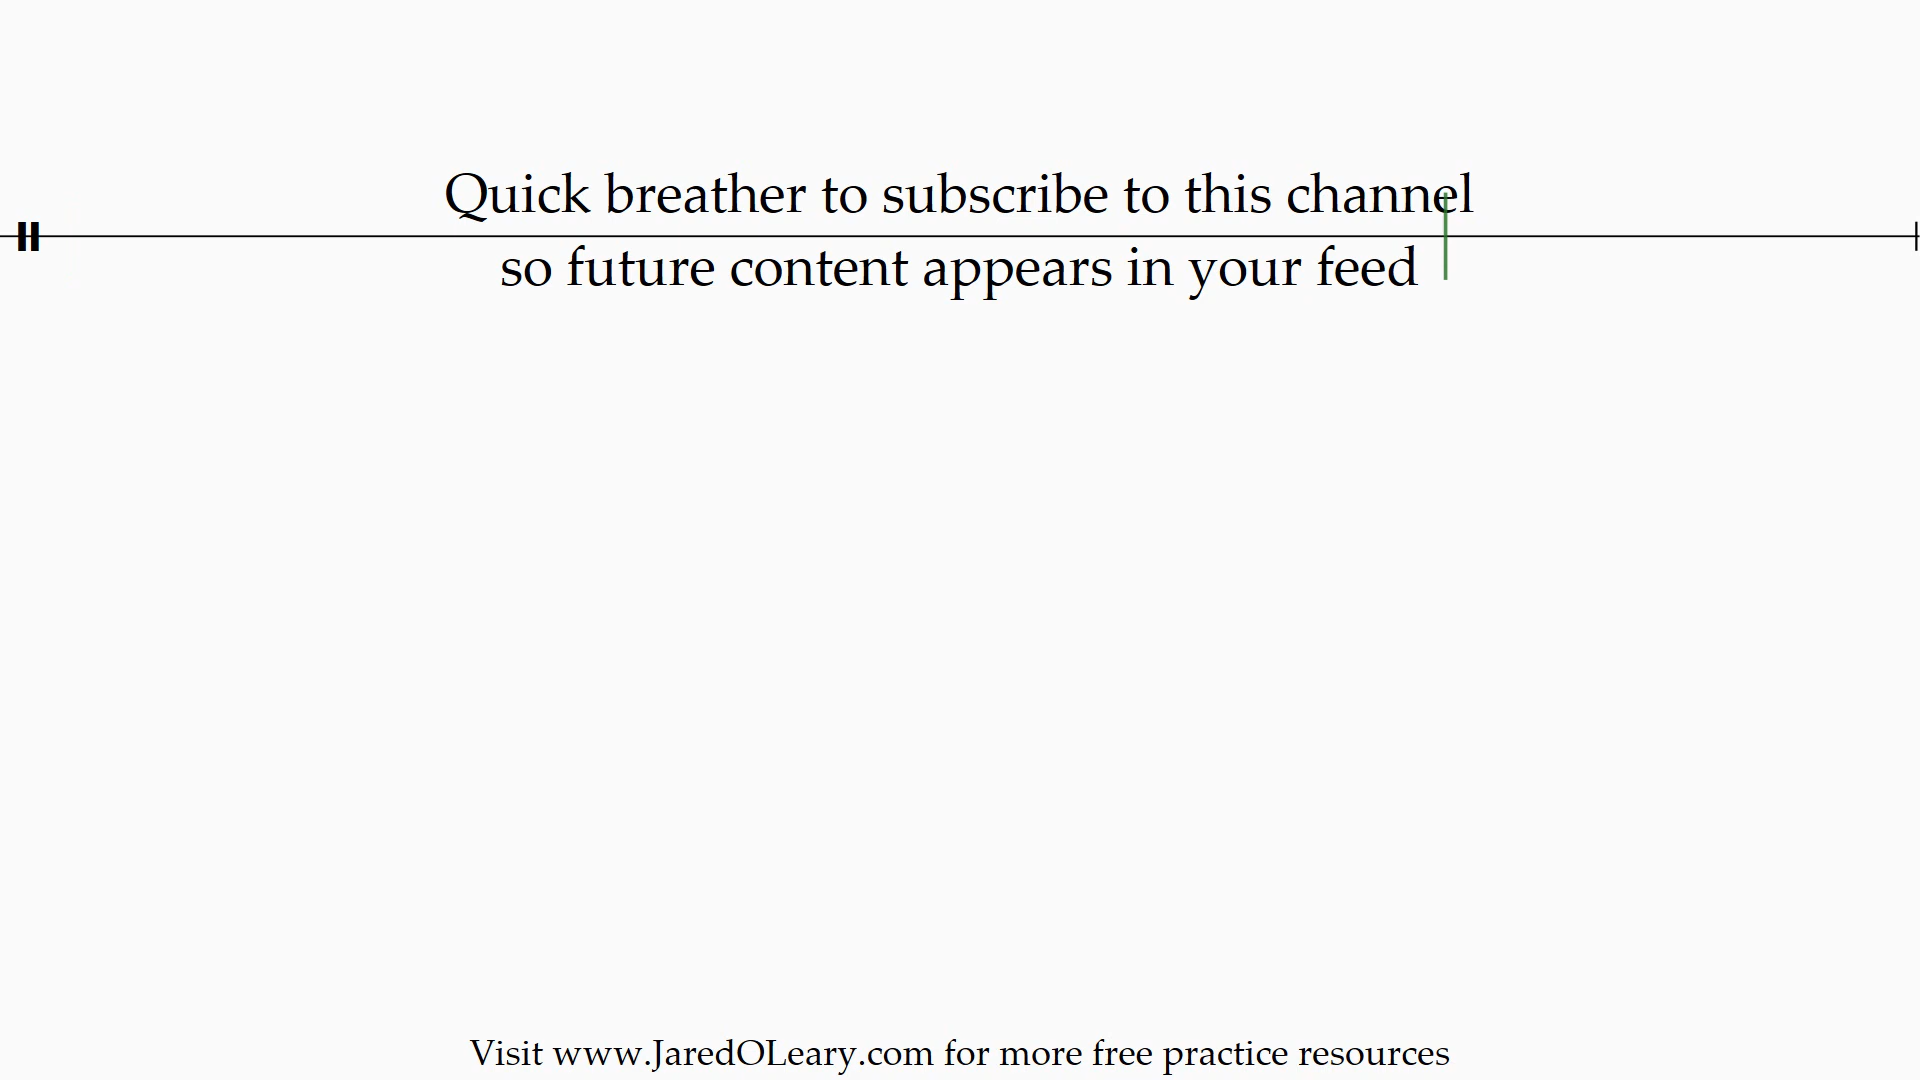 Quick breather to subscribe to this channel
so future content appears in your feed
Visit www.JaredOLeary.com for more free practice resources